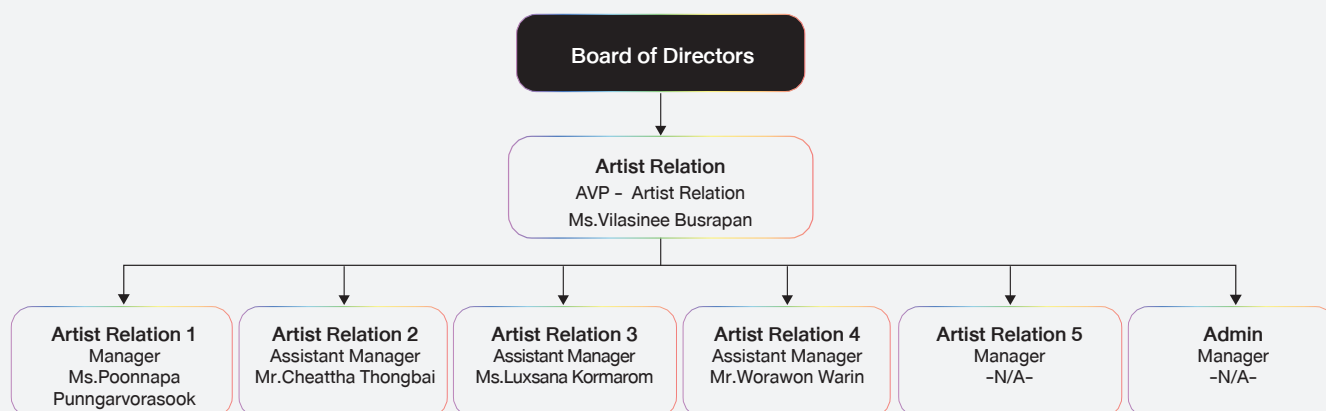 Board of Directors
Artist Relation
AVP - Artist Relation
Ms.Vilasinee Busrapan
Artist Relation 1
Manager
Ms.Poonnapa
Punngarvorasook
Artist Relation 2
Assistant Manager
Mr.Cheattha Thongbai
Artist Relation 3
Assistant Manager
Ms.Luxsana Kormarom
Artist Relation 4
Assistant Manager
Mr.Worawon Warin
Artist Relation 5
Manager
-N/A-
Admin
Manager
-N/A-